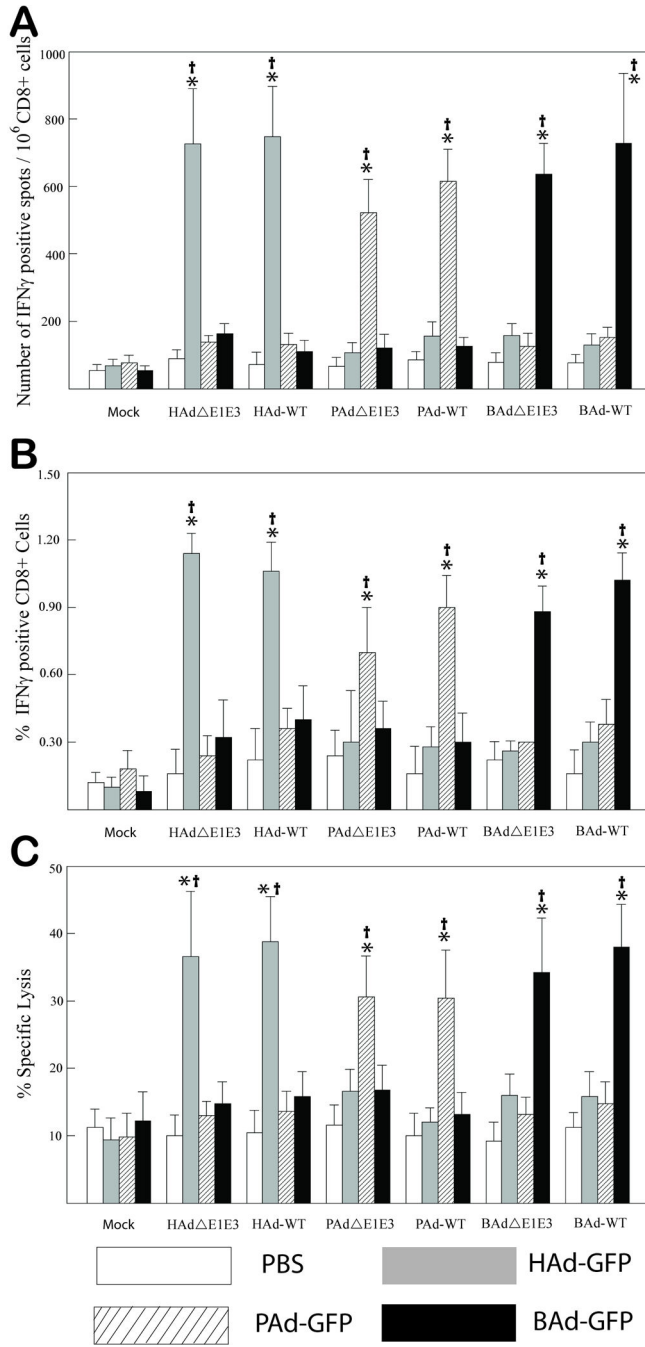 A
Number of IFNγ positive spots / 10⁶ CD8+ cells
1000
800
600
400
200
† * † * † * † * † * † * †*
Mock HAd△E1E3 HAd-WT PAd△E1E3 PAd-WT BAd△E1E3 BAd-WT
B
% IFNγ positive CD8+ Cells
1.50
1.20
0.90
0.60
0.30
† * † * † * † * † * † *
Mock HAd△E1E3 HAd-WT PAd△E1E3 PAd-WT BAd△E1E3 BAd-WT
C
% Specific Lysis
50
40
30
20
10
*† *† † * † * † * † *
Mock HAd△E1E3 HAd-WT PAd△E1E3 PAd-WT BAd△E1E3 BAd-WT
PBS HAd-GFP
PAd-GFP BAd-GFP